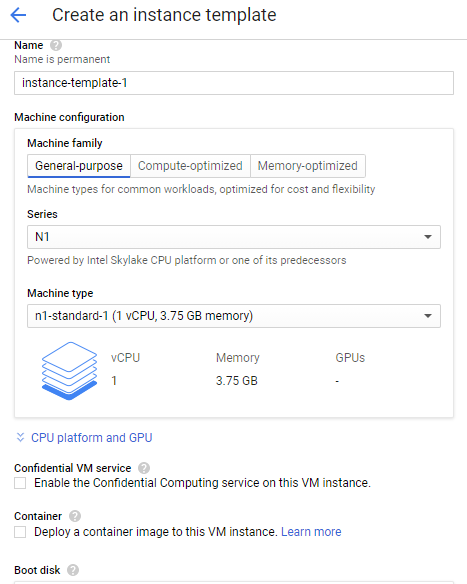 Create an instance template
Name
Name is permanent
instance-template-1
Machine configuration
Machine family
General-purpose Compute-optimized Memory-optimized
Machine types for common workloads, optimized for cost and flexibility
Series
N1
Powered by Intel Skylake CPU platform or one of its predecessors
Machine type
n1-standard-1 (1 vCPU, 3.75 GB memory)
vCPU Memory GPUs
1 3.75 GB -
CPU platform and GPU
Confidential VM service
Enable the Confidential Computing service on this VM instance.
Container
Deploy a container image to this VM instance. Learn more
Boot disk